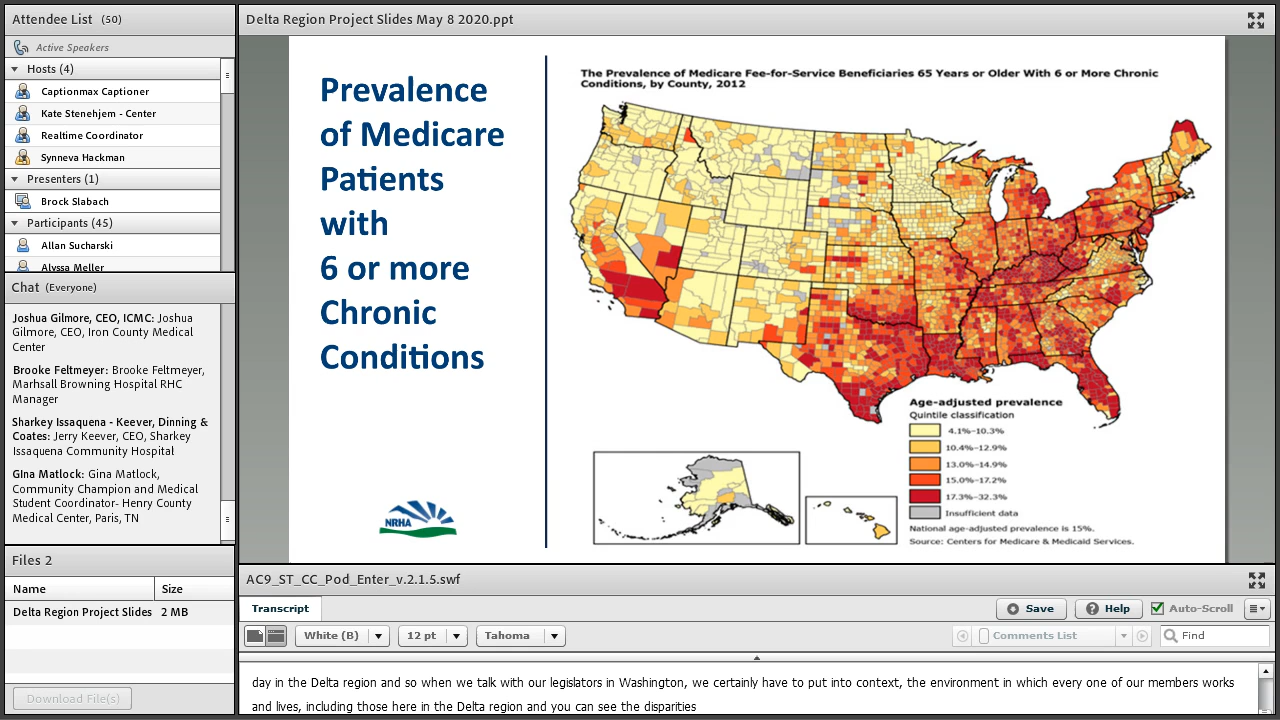 Attendee List (50)
Active Speakers
Hosts (4)
Captionmax Captioner
Kate Stenehjem - Center
Realtime Coordinator
Synneva Hackman
Presenters (1)
Brock Slabach
Participants (45)
Allan Sucharski
Alyssa Meller
Chat (Everyone)
Joshua Gilmore, CEO, ICMC: Joshua
Gilmore, CEO, Iron County Medical
Center
Brooke Feltmeyer: Brooke Feltmeyer,
Marhsall Browning Hospital RHC
Manager
Sharkey Issaquena - Keever, Dinning &
Coates: Jerry Keever, CEO, Sharkey
Issaquena Community Hospital
Gina Matlock: Gina Matlock,
Community Champion and Medical
Student Coordinator- Henry County
Medical Center, Paris, TN
Files 2
Name Size
Delta Region Project Slides 2 MB
Download File(s)
Delta Region Project Slides May 8 2020.ppt
Prevalence
of Medicare
Patients
with
6 or more
Chronic
Conditions
NRHA
The Prevalence of Medicare Fee-for-Service Beneficiaries 65 Years or Older With 6 or More Chronic
Conditions, by County, 2012
Age-adjusted prevalence
Quintile classification
4.1%–10.3%
10.4%–12.9%
13.0%–14.9%
15.0%–17.2%
17.3%–32.3%
Insufficient data
National age-adjusted prevalence is 15%.
Source: Centers for Medicare & Medicaid Services.
AC9_ST_CC_Pod_Enter_v.2.1.5.swf
Transcript
Save
Help
Auto-Scroll
White (B)
12 pt
Tahoma
Comments List
Find
day in the Delta region and so when we talk with our legislators in Washington, we certainly have to put into context, the environment in which every one of our members works
and lives, including those here in the Delta region and you can see the disparities